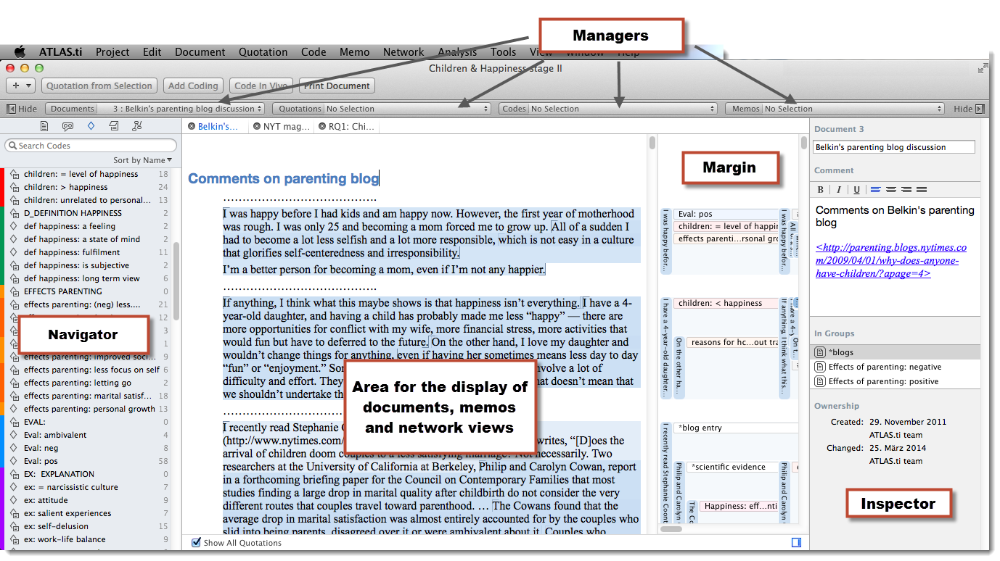 Managers
ATLAS.ti Project Edit Document Quotation Code Memo Network Analysis Tools View Window Help
Children & Happiness stage II
Quotation from Selection Add Coding Code In Vivo Print Document
Hide Documents 3 : Belkin's parenting blog discussion Quotations No Selection Codes No Selection Memos No Selection Hide
Search Codes
Sort by Name
children: = level of happiness 18
children: > happiness 24
children: unrelated to personal... 13
D_DEFINITION HAPPINESS 2
def happiness: a feeling 2
def happiness: a state of mind 2
def happiness: fulfilment 11
def happiness: is subjective 2
def happiness: long term view 6
EFFECTS PARENTING 0
effects parenting: (neg) less.... 21
12
3
1
Navigator
effects parenting: improved soci... 9
effects parenting: less focus on self 6
effects parenting: letting go 2
effects parenting: marital satisf... 18
effects parenting: personal growth 13
EVAL: 0
Eval: ambivalent 4
Eval: neg 8
Eval: pos 58
EX: EXPLANATION 0
ex: = narcissistic culture 7
ex: attitude 9
ex: salient experiences 7
ex: self-delusion 15
ex: work-life balance 9
Belkin's... NYT mag... RQ1: Chi...
Comments on parenting blog
.......................................
I was happy before I had kids and am happy now. However, the first year of motherhood
was rough. I was only 25 and becoming a mom forced me to grow up. All of a sudden I
had to become a lot less selfish and a lot more responsible, which is not easy in a culture
that glorifies self-centeredness and irresponsibility.
I’m a better person for becoming a mom, even if I’m not any happier.
.......................................
If anything, I think what this maybe shows is that happiness isn’t everything. I have a 4-
year-old daughter, and having a child has probably made me less “happy” — there are
more opportunities for conflict with my wife, more financial stress, more activities that
would fun but have to deferred to the future. On the other hand, I love my daughter and
wouldn’t change things for anything, even if having her sometimes means less day to day
“fun” or “enjoyment.” involve a lot of
difficulty and effort. They that doesn’t mean that
we shouldn’t undertake
Area for the display of
documents, memos
and network views
.......................................
I recently read Stephanie
(http://www.nytimes.com/ writes, “[D]oes the
arrival of children doom couples to a less satisfying marriage? Not necessarily. Two
researchers at the University of California at Berkeley, Philip and Carolyn Cowan, report
in a forthcoming briefing paper for the Council on Contemporary Families that most
studies finding a large drop in marital quality after childbirth do not consider the very
different routes that couples travel toward parenthood. … The Cowans found that the
average drop in marital satisfaction was almost entirely accounted for by the couples who
slid into being parents, disagreed over it or were ambivalent about it. Couples who
Show All Quotations
Margin
I was happy befor...
Eval: pos
children: = level of happin
effects parenti...rsonal gro
I was happy befor...
children: < happiness
I have a 4-year-old daughter...
reasons for hc...out tra
On the other ha...
If anything, I think what this...
*blog entry
I recently read Stephanie Coont
*scientific evidence
Philip and Carolyn
Philip and Carolyn
Happiness: eff...nti
The Co
Document 3
Belkin's parenting blog discussion
Comment
B I U
Comments on Belkin's parenting
blog
<http://parenting.blogs.nytimes.co
m/2009/04/01/why-does-anyone-
have-children/?apage=4>
In Groups
*blogs
Effects of parenting: negative
Effects of parenting: positive
Ownership
Created: 29. November 2011
ATLAS.ti team
Changed: 25. März 2014
ATLAS.ti team
Inspector